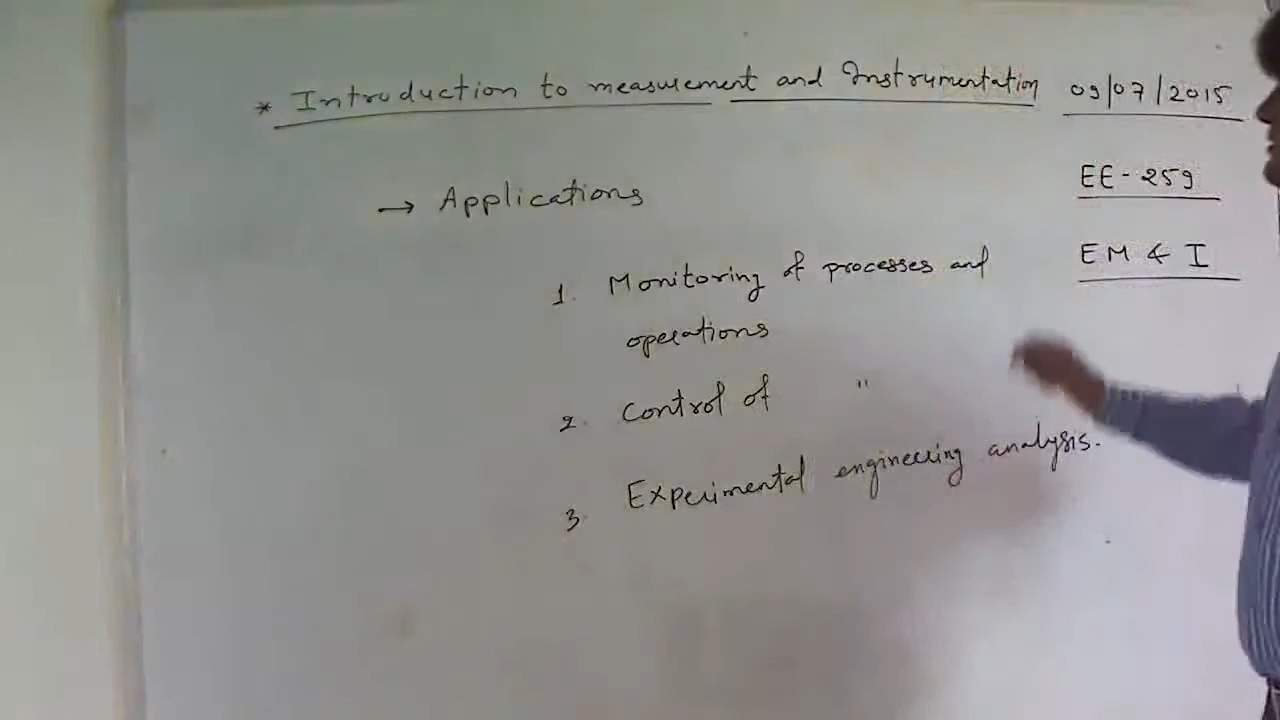 * Introduction to measurement and Instrumentation 09/07/2015
EE-259
EM & I
→ Applications
1. Monitoring of processes and
operations
2. Control of "
3. Experimental engineering analysis.